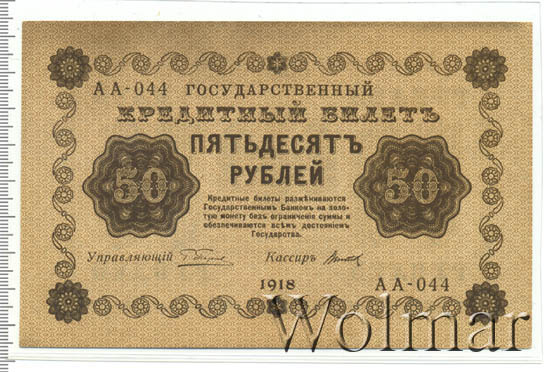 АА-044 ГОСУДАРСТВЕННЫЙ
КРЕДИТНЫЙ БИЛЕТЪ
ПЯТЬДЕСЯТЪ
РУБЛЕЙ
50
50
Кредитные билеты размѣниваются
Государственнымъ Банкомъ на золо-
тую монету безъ ограниченія суммы и
обезпечиваются всѣмъ достояніемъ
Государства.
Управляющій
Кассиръ
1918
АА-044
Wolmar